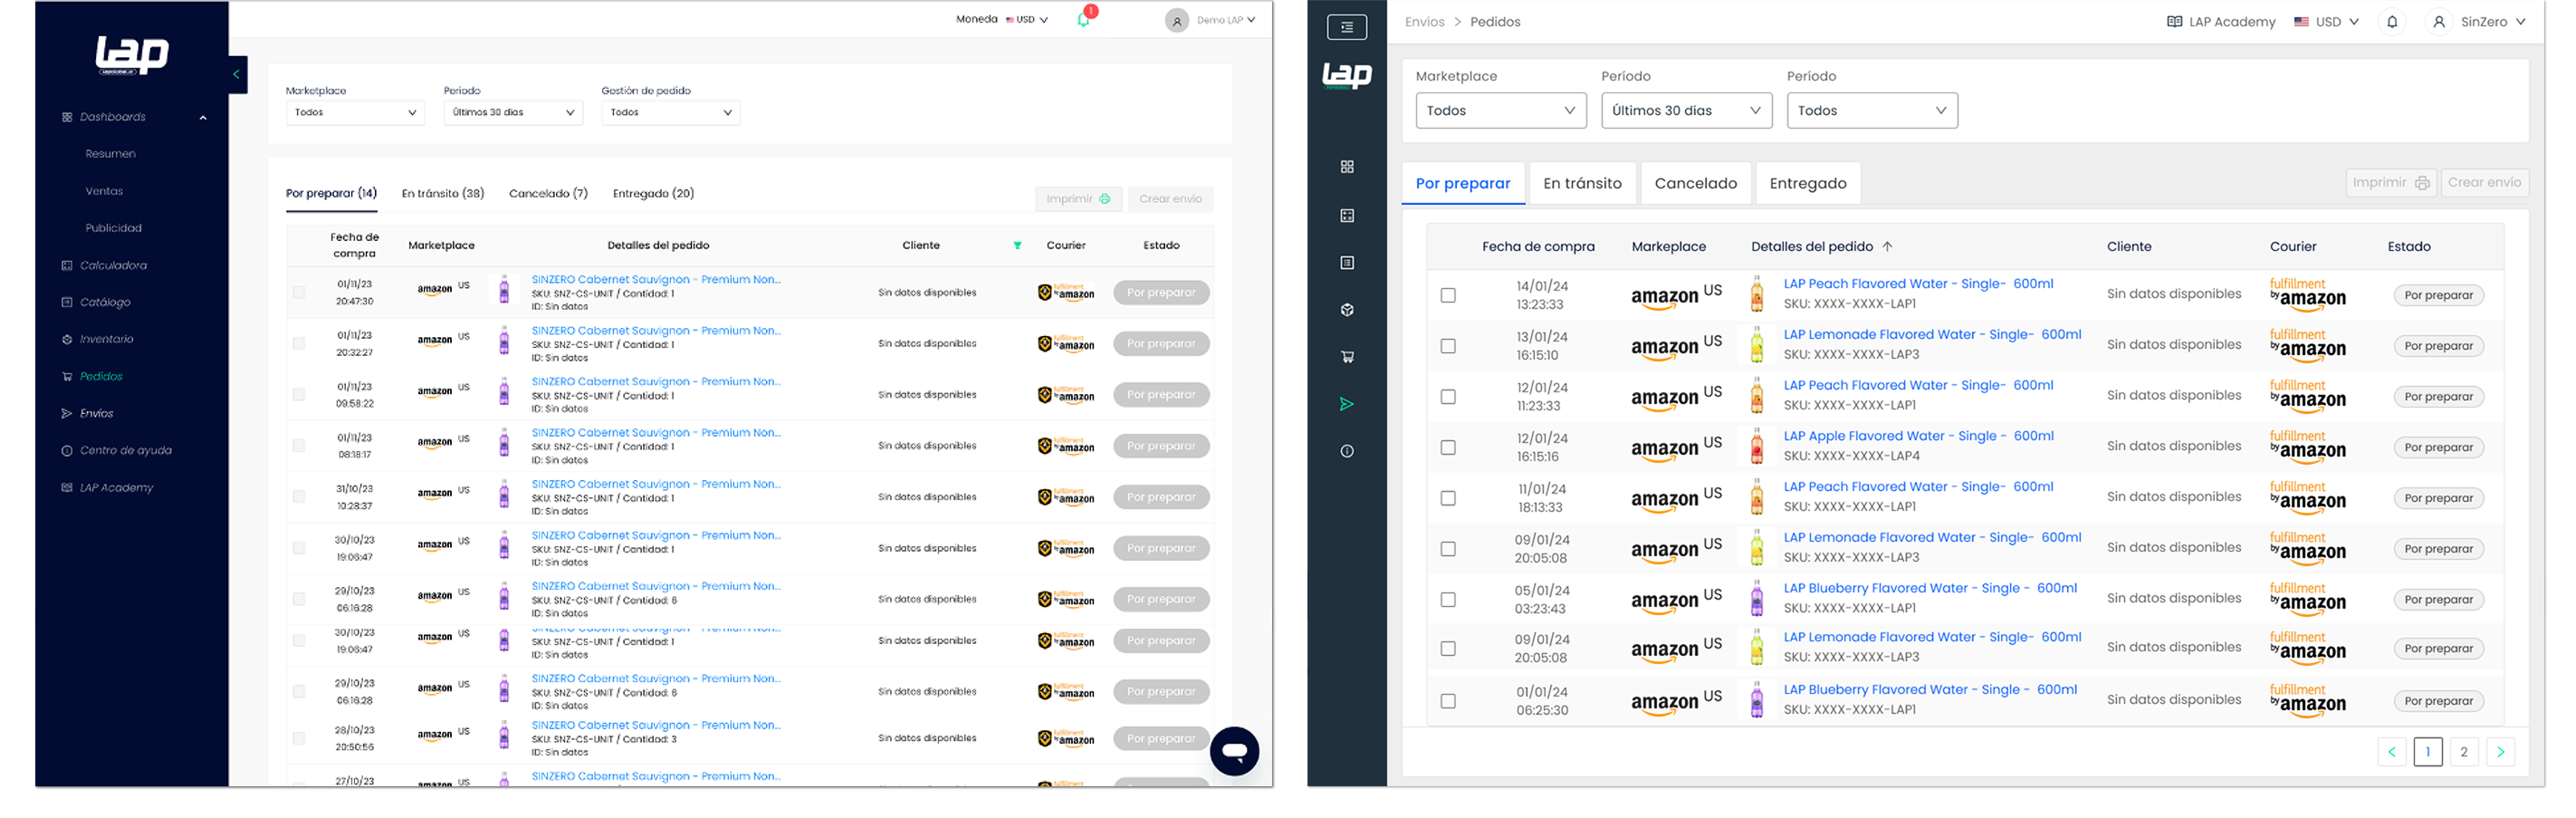 lap
Moneda USD
1
Demo LAP
Dashboards
Resumen
Ventas
Publicidad
Calculadora
Catálogo
Inventario
Pedidos
Envíos
Centro de ayuda
LAP Academy
Marketplace Periodo Gestión de pedido
Todos Últimos 30 días Todos
Por preparar (14) En tránsito (38) Cancelado (7) Entregado (20) Imprimir Crear envío
Fecha de compra Marketplace Detalles del pedido Cliente Courier Estado
01/11/23 20:47:30 amazon US SINZERO Cabernet Sauvignon - Premium Non... Sin datos disponibles fulfillment by amazon Por preparar
SKU: SNZ-CS-UNIT / Cantidad: 1
ID: Sin datos
01/11/23 20:32:27 amazon US SINZERO Cabernet Sauvignon - Premium Non... Sin datos disponibles fulfillment by amazon Por preparar
SKU: SNZ-CS-UNIT / Cantidad: 1
ID: Sin datos
01/11/23 09:58:22 amazon US SINZERO Cabernet Sauvignon - Premium Non... Sin datos disponibles fulfillment by amazon Por preparar
SKU: SNZ-CS-UNIT / Cantidad: 1
ID: Sin datos
01/11/23 08:18:17 amazon US SINZERO Cabernet Sauvignon - Premium Non... Sin datos disponibles fulfillment by amazon Por preparar
SKU: SNZ-CS-UNIT / Cantidad: 1
ID: Sin datos
31/10/23 10:28:37 amazon US SINZERO Cabernet Sauvignon - Premium Non... Sin datos disponibles fulfillment by amazon Por preparar
SKU: SNZ-CS-UNIT / Cantidad: 1
ID: Sin datos
30/10/23 19:06:47 amazon US SINZERO Cabernet Sauvignon - Premium Non... Sin datos disponibles fulfillment by amazon Por preparar
SKU: SNZ-CS-UNIT / Cantidad: 1
ID: Sin datos
29/10/23 06:16:28 amazon US SINZERO Cabernet Sauvignon - Premium Non... Sin datos disponibles fulfillment by amazon Por preparar
SKU: SNZ-CS-UNIT / Cantidad: 6
ID: Sin datos
30/10/23 19:06:47 amazon US SINZERO Cabernet Sauvignon - Premium Non... Sin datos disponibles fulfillment by amazon Por preparar
SKU: SNZ-CS-UNIT / Cantidad: 1
ID: Sin datos
29/10/23 06:16:28 amazon US SINZERO Cabernet Sauvignon - Premium Non... Sin datos disponibles fulfillment by amazon Por preparar
SKU: SNZ-CS-UNIT / Cantidad: 6
ID: Sin datos
28/10/23 20:50:56 amazon US SINZERO Cabernet Sauvignon - Premium Non... Sin datos disponibles fulfillment by amazon Por preparar
SKU: SNZ-CS-UNIT / Cantidad: 3
ID: Sin datos
27/10/23 amazon US SINZERO Cabernet Sauvignon - Premium Non...
lap
Envíos > Pedidos LAP Academy USD SinZero
Marketplace Período Período
Todos Últimos 30 días Todos
Por preparar En tránsito Cancelado Entregado Imprimir Crear envío
Fecha de compra Markeplace Detalles del pedido Cliente Courier Estado
14/01/24 13:23:33 amazon US LAP Peach Flavored Water - Single- 600ml Sin datos disponibles fulfillment by amazon Por preparar
SKU: XXXX-XXXX-LAP1
13/01/24 16:15:10 amazon US LAP Lemonade Flavored Water - Single- 600ml Sin datos disponibles fulfillment by amazon Por preparar
SKU: XXXX-XXXX-LAP3
12/01/24 11:23:33 amazon US LAP Peach Flavored Water - Single- 600ml Sin datos disponibles fulfillment by amazon Por preparar
SKU: XXXX-XXXX-LAP1
12/01/24 16:15:16 amazon US LAP Apple Flavored Water - Single - 600ml Sin datos disponibles fulfillment by amazon Por preparar
SKU: XXXX-XXXX-LAP4
11/01/24 18:13:33 amazon US LAP Peach Flavored Water - Single- 600ml Sin datos disponibles fulfillment by amazon Por preparar
SKU: XXXX-XXXX-LAP1
09/01/24 20:05:08 amazon US LAP Lemonade Flavored Water - Single- 600ml Sin datos disponibles fulfillment by amazon Por preparar
SKU: XXXX-XXXX-LAP3
05/01/24 03:23:43 amazon US LAP Blueberry Flavored Water - Single - 600ml Sin datos disponibles fulfillment by amazon Por preparar
SKU: XXXX-XXXX-LAP1
09/01/24 20:05:08 amazon US LAP Lemonade Flavored Water - Single- 600ml Sin datos disponibles fulfillment by amazon Por preparar
SKU: XXXX-XXXX-LAP3
01/01/24 06:25:30 amazon US LAP Blueberry Flavored Water - Single - 600ml Sin datos disponibles fulfillment by amazon Por preparar
SKU: XXXX-XXXX-LAP1
< 1 2 >